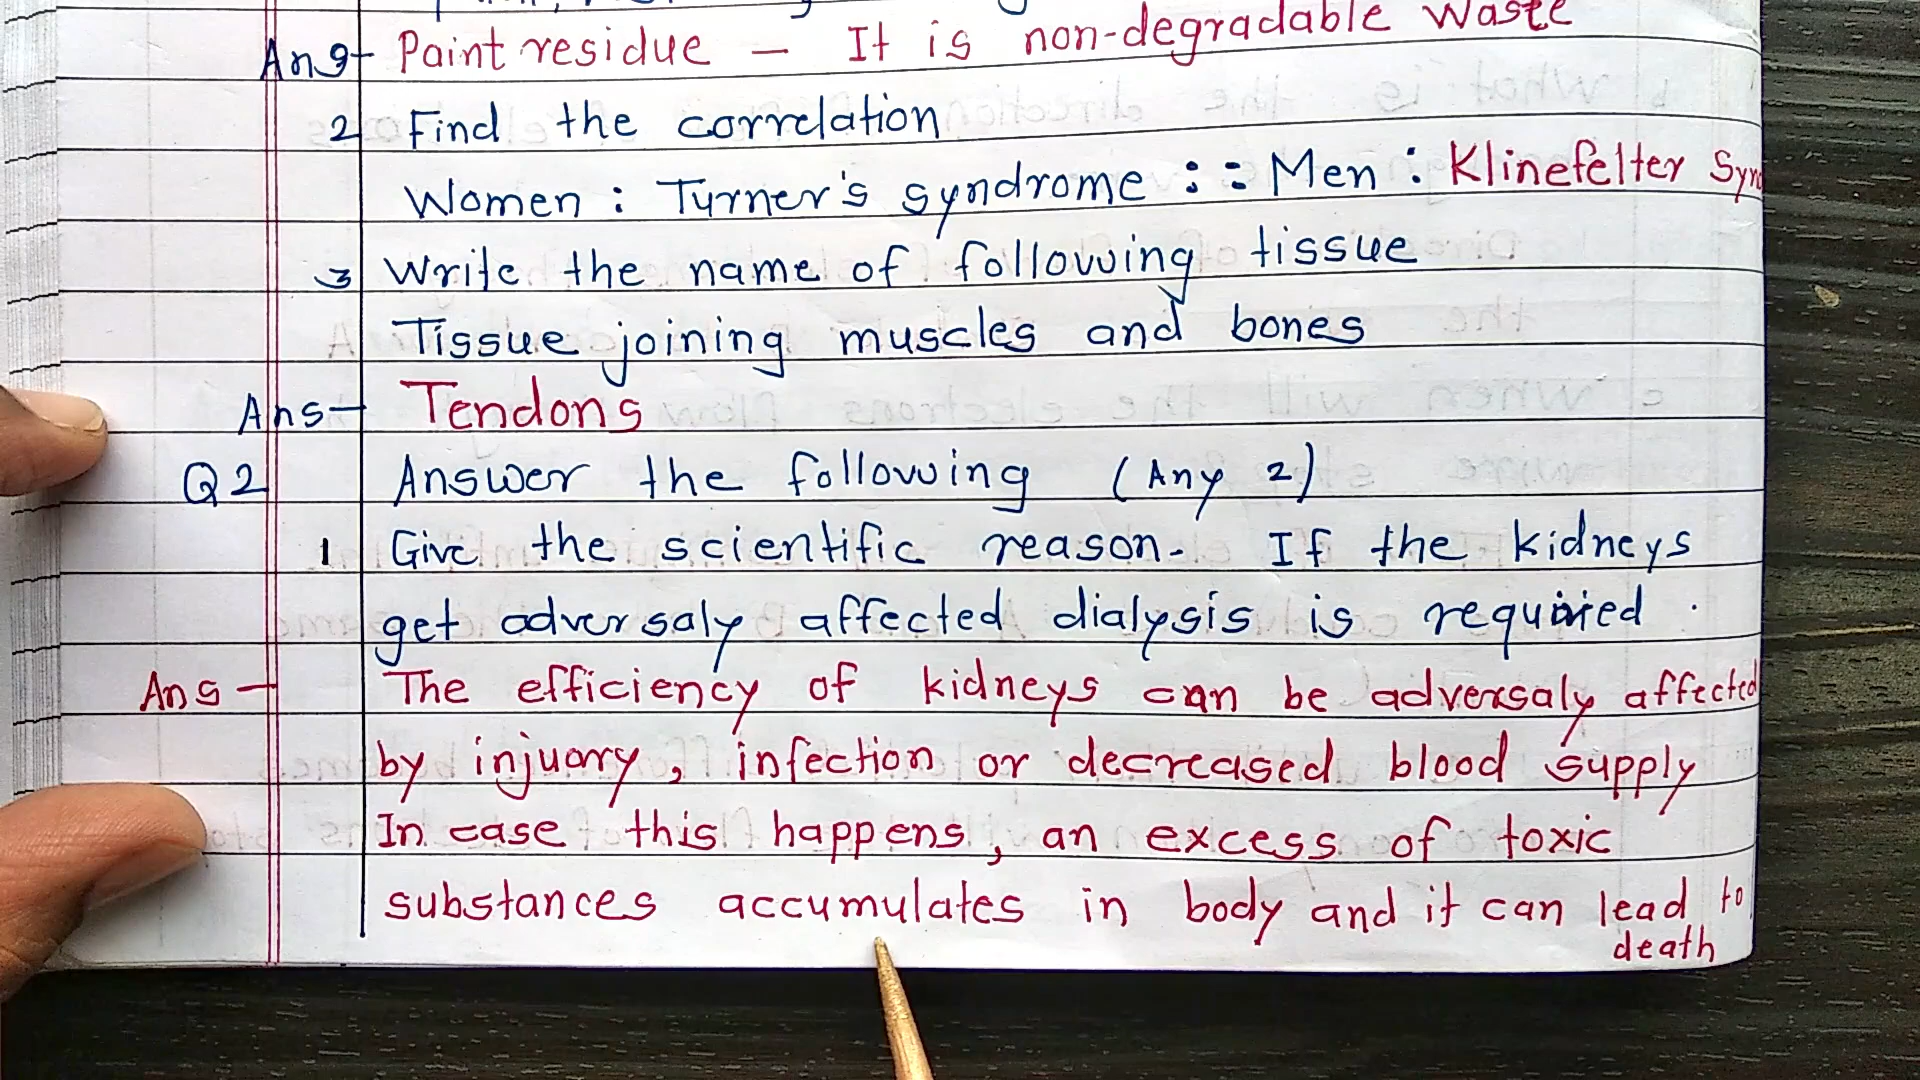 Ans- Paint residue — It is non-degradable waste
2 Find the correlation
Women : Turner's syndrome :: Men : Klinefelter Syn
3 Write the name of following tissue
Tissue joining muscles and bones
Ans- Tendons
Q2 Answer the following (Any 2)
1 Give the scientific reason- If the kidneys
get adversaly affected dialysis is required.
Ans - The efficiency of kidneys can be adversaly affected
by injuory, infection or decreased blood supply
In case this happens, an excess of toxic
substances accumulates in body and it can lead to
death